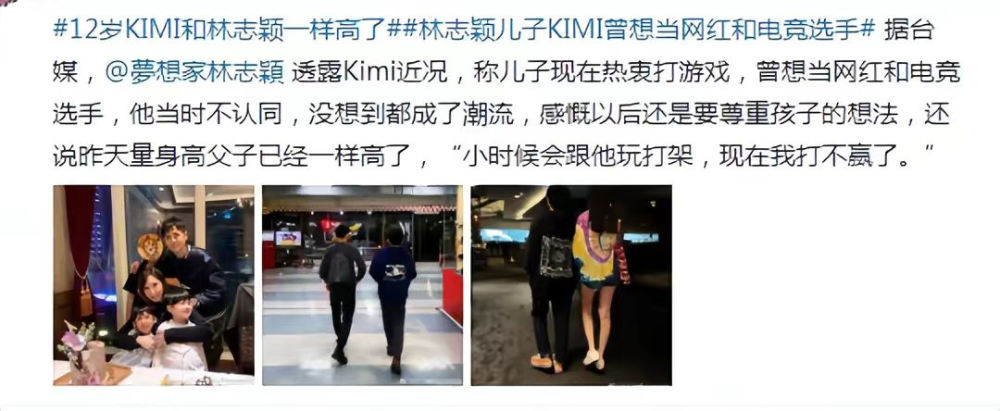 #12岁KIMI和林志颖一样高了##林志颖儿子KIMI曾想当网红和电竞选手# 据台
媒，@夢想家林志穎 透露Kimi近况，称儿子现在热衷打游戏，曾想当网红和电竞
选手，他当时不认同，没想到都成了潮流，感慨以后还是要尊重孩子的想法，还
说昨天量身高父子已经一样高了，“小时候会跟他玩打架，现在我打不赢了。”